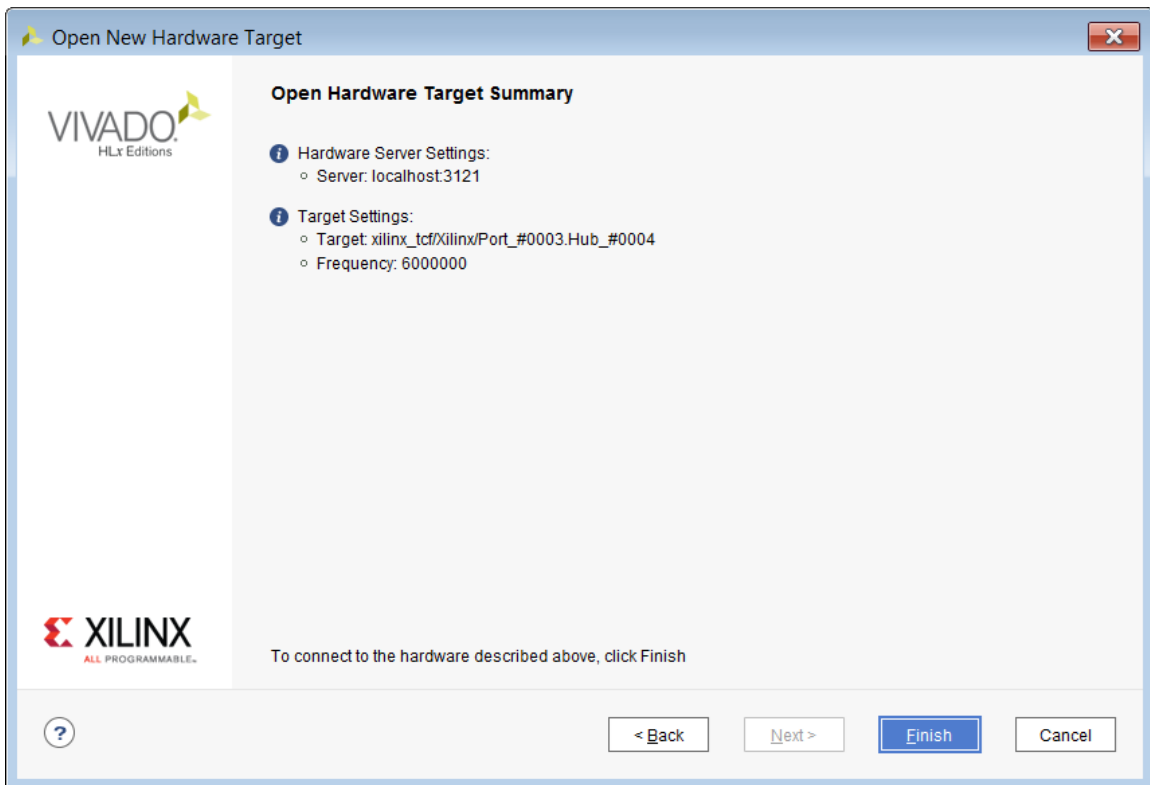 Open New Hardware Target
VIVADO.
HLx Editions
Open Hardware Target Summary
Hardware Server Settings:
Server: localhost:3121
Target Settings:
Target: xilinx_tcf/Xilinx/Port_#0003.Hub_#0004
Frequency: 6000000
XILINX
ALL PROGRAMMABLE™
To connect to the hardware described above, click Finish
?
< Back
Next >
Finish
Cancel